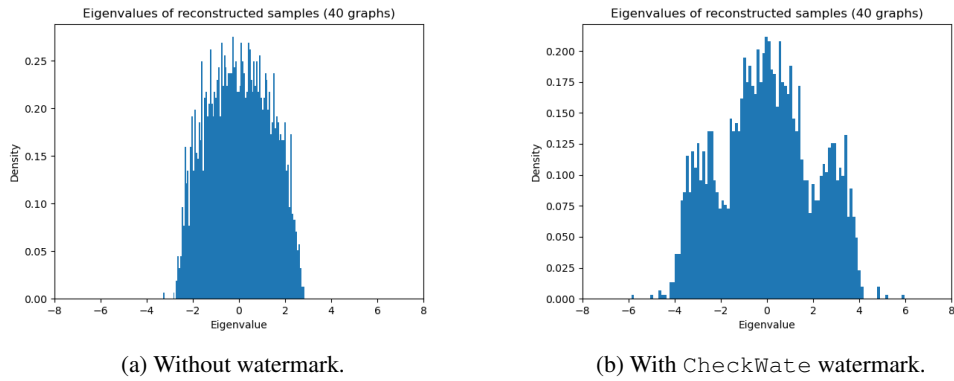 Eigenvalues of reconstructed samples (40 graphs)
Density
0.25
0.20
0.15
0.10
0.05
0.00
−8 −6 −4 −2 0 2 4 6 8
Eigenvalue
(a) Without watermark.
Eigenvalues of reconstructed samples (40 graphs)
Density
0.200
0.175
0.150
0.125
0.100
0.075
0.050
0.025
0.000
−8 −6 −4 −2 0 2 4 6 8
Eigenvalue
(b) With CheckWate watermark.